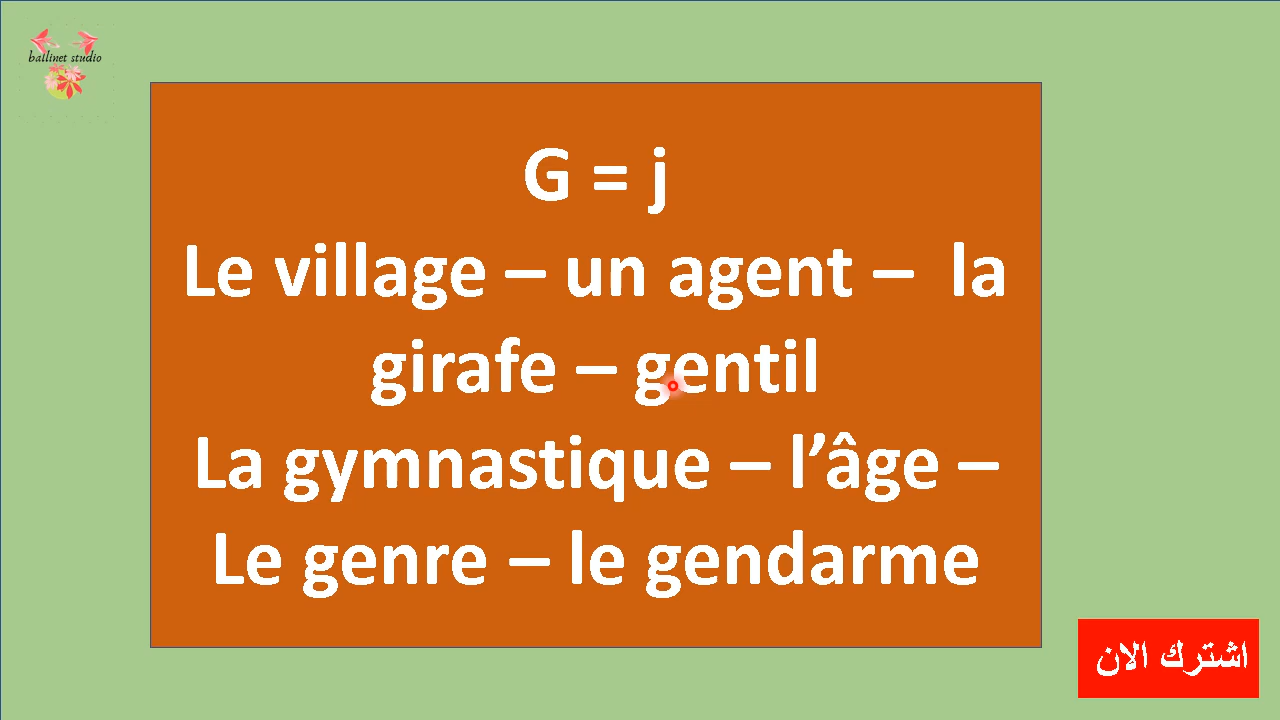 ballinet studio
G = j
Le village – un agent – la
girafe – gentil
La gymnastique – l’âge –
Le genre – le gendarme
اشترك الان